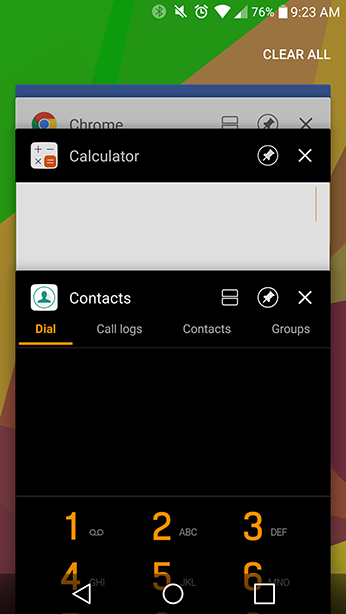 76% 9:23 AM
CLEAR ALL
Chrome
Calculator
Contacts
Dial Call logs Contacts Groups
1 2 ABC 3 DEF
4 GHI 5 JKL 6 MNO